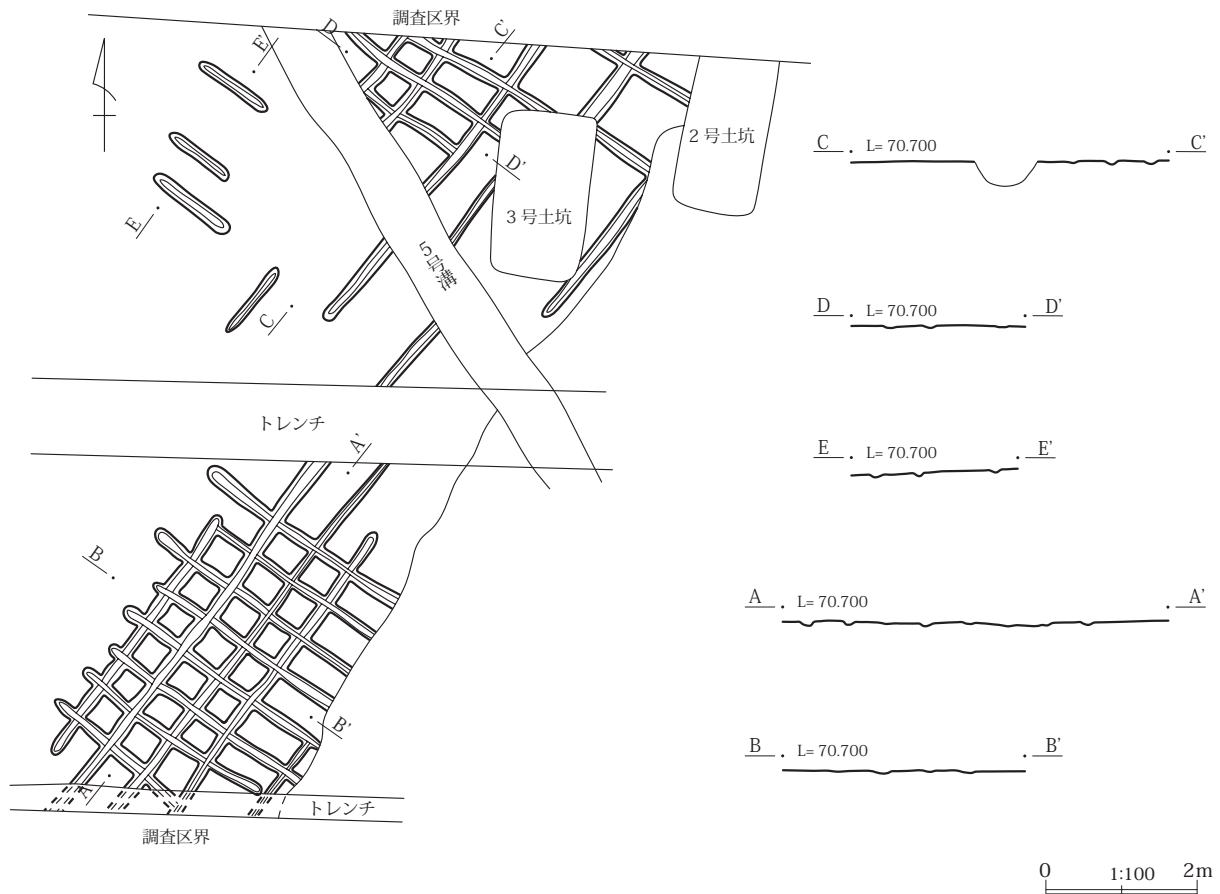 調査区界
D
E'
C'
2号土坑
D'
3号土坑
E
5号溝
C
トレンチ
A'
B
B'
A
トレンチ
調査区界
C L= 70.700 C'
D L= 70.700 D'
E L= 70.700 E'
A L= 70.700 A'
B L= 70.700 B'
0 1:100 2m